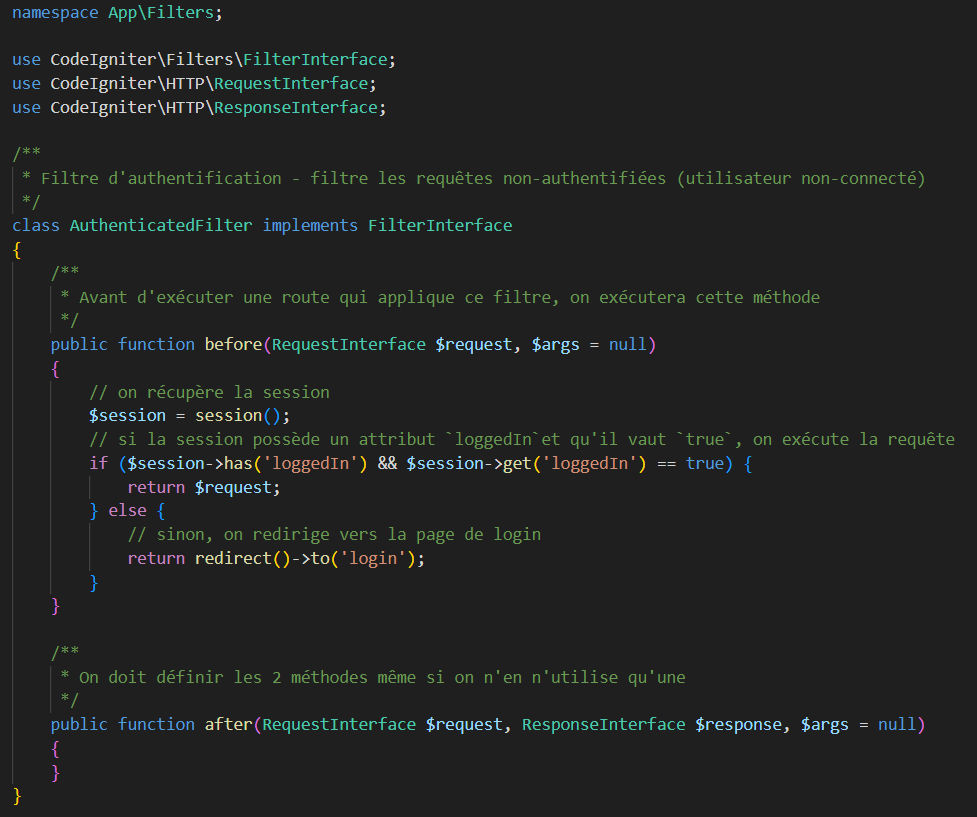 namespace App\Filters;
use CodeIgniter\Filters\FilterInterface;
use CodeIgniter\HTTP\RequestInterface;
use CodeIgniter\HTTP\ResponseInterface;
/**
 * Filtre d'authentification - filtre les requêtes non-authentifiées (utilisateur non-connecté)
 */
class AuthenticatedFilter implements FilterInterface
{
    /**
     * Avant d'exécuter une route qui applique ce filtre, on exécutera cette méthode
     */
    public function before(RequestInterface $request, $args = null)
    {
        // on récupère la session
        $session = session();
        // si la session possède un attribut `loggedIn`et qu'il vaut `true`, on exécute la requête
        if ($session->has('loggedIn') && $session->get('loggedIn') == true) {
            return $request;
        } else {
            // sinon, on redirige vers la page de login
            return redirect()->to('login');
        }
    }
    /**
     * On doit définir les 2 méthodes même si on n'en n'utilise qu'une
     */
    public function after(RequestInterface $request, ResponseInterface $response, $args = null)
    {
    }
}